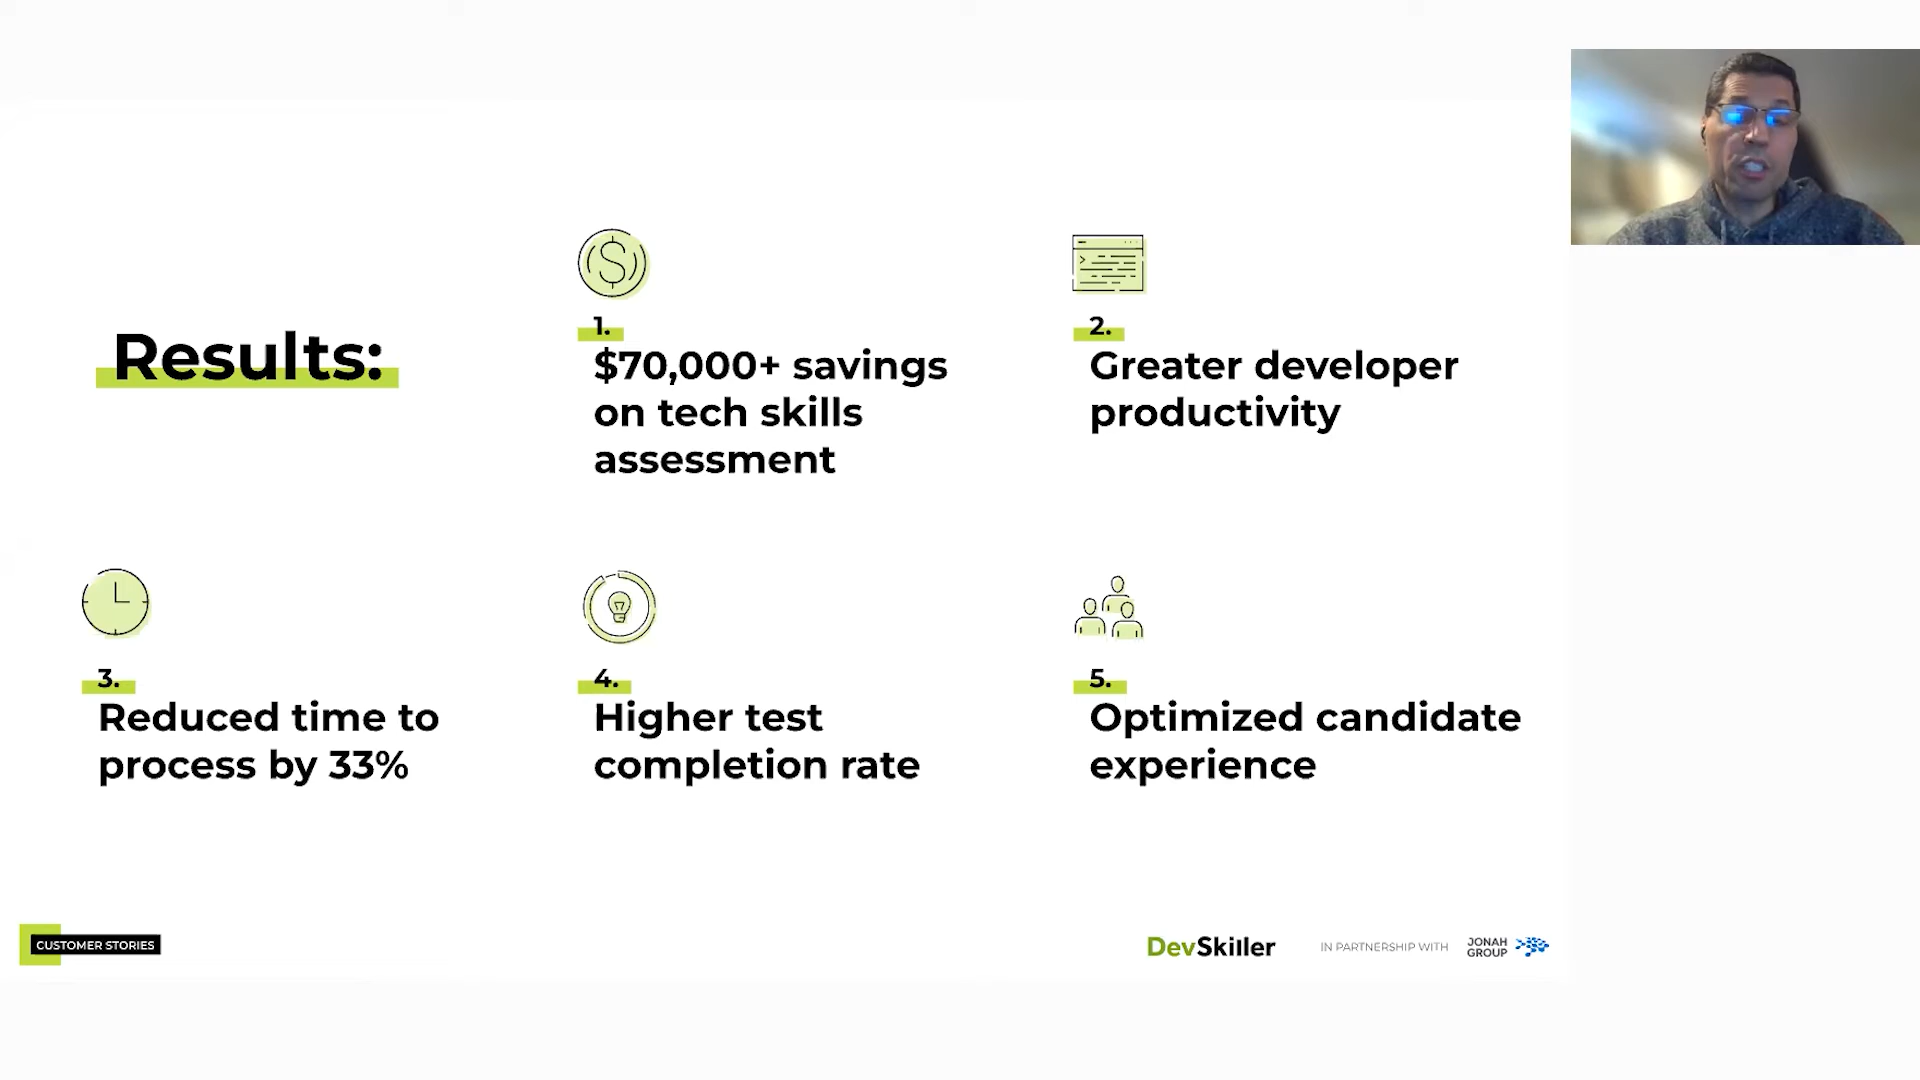 Results:
1.
$70,000+ savings
on tech skills
assessment
2.
Greater developer
productivity
3.
Reduced time to
process by 33%
4.
Higher test
completion rate
5.
Optimized candidate
experience
CUSTOMER STORIES
DevSkiller
IN PARTNERSHIP WITH
JONAH
GROUP